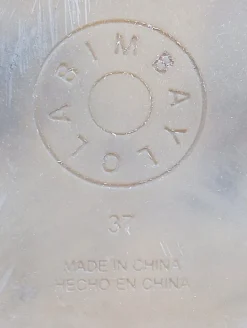 BIMBAYLOLA
37
MADE IN CHINA
HECHO EN CHINA